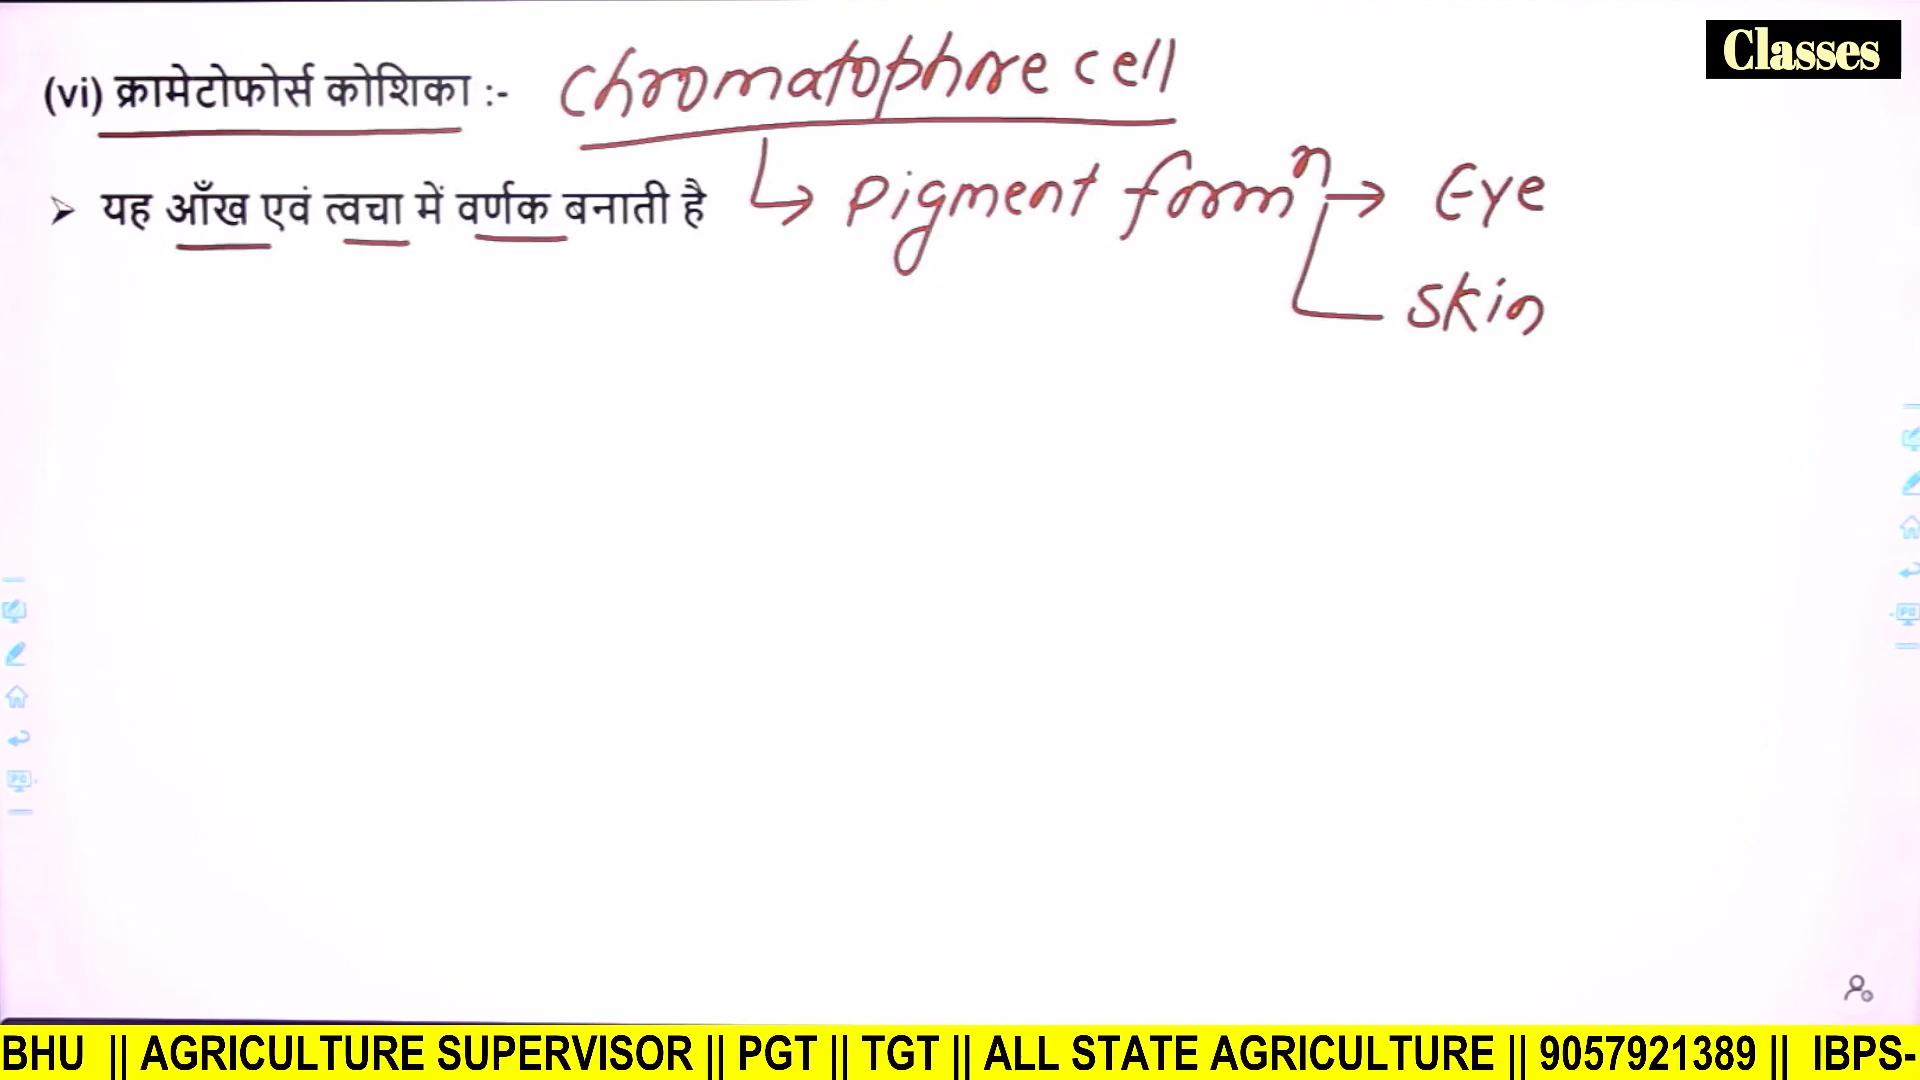 Classes
(vi) क्रामेटोफोर्स कोशिका :- Chromatophore cell
➢ यह आँख एवं त्वचा में वर्णक बनाती है → Pigment formⁿ → Eye
Skin
BHU || AGRICULTURE SUPERVISOR || PGT || TGT || ALL STATE AGRICULTURE || 9057921389 || IBPS-